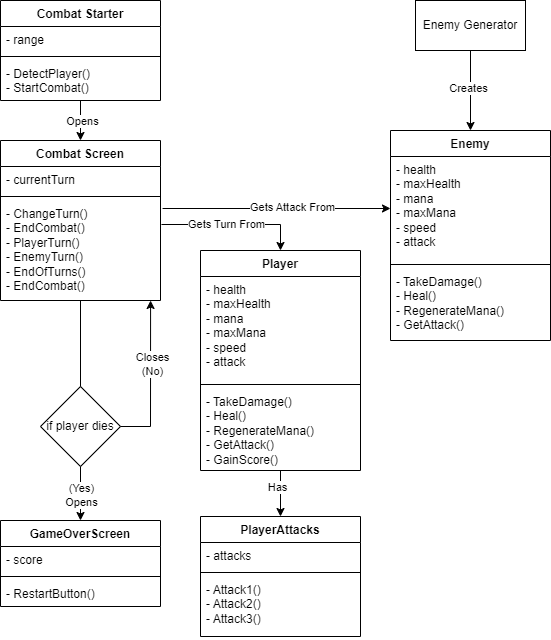 Combat Starter
- range
- DetectPlayer()
- StartCombat()
Opens
Combat Screen
- currentTurn
- ChangeTurn()
- EndCombat()
- PlayerTurn()
- EnemyTurn()
- EndOfTurns()
- EndCombat()
Enemy Generator
Creates
Enemy
- health
- maxHealth
- mana
- maxMana
- speed
- attack
- TakeDamage()
- Heal()
- RegenerateMana()
- GetAttack()
Gets Attack From
Gets Turn From
Player
- health
- maxHealth
- mana
- maxMana
- speed
- attack
- TakeDamage()
- Heal()
- RegenerateMana()
- GetAttack()
- GainScore()
Closes
(No)
if player dies
(Yes)
Opens
Has
GameOverScreen
- score
- RestartButton()
PlayerAttacks
- attacks
- Attack1()
- Attack2()
- Attack3()